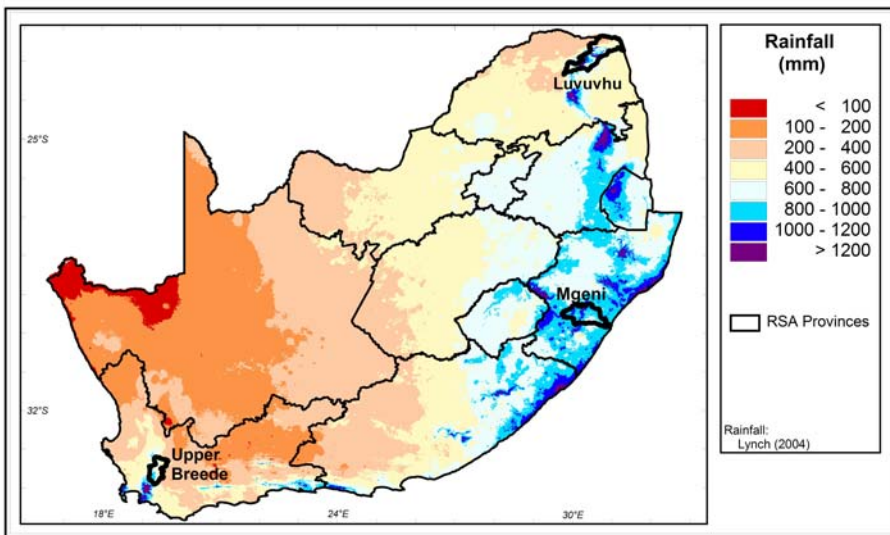 Rainfall
(mm)
< 100
100 - 200
200 - 400
400 - 600
600 - 800
800 - 1000
1000 - 1200
> 1200
RSA Provinces
Rainfall:
Lynch (2004)
Luvuvhu
25°S
Mgeni
32°S
Upper
Breede
18°E
24°E
30°E